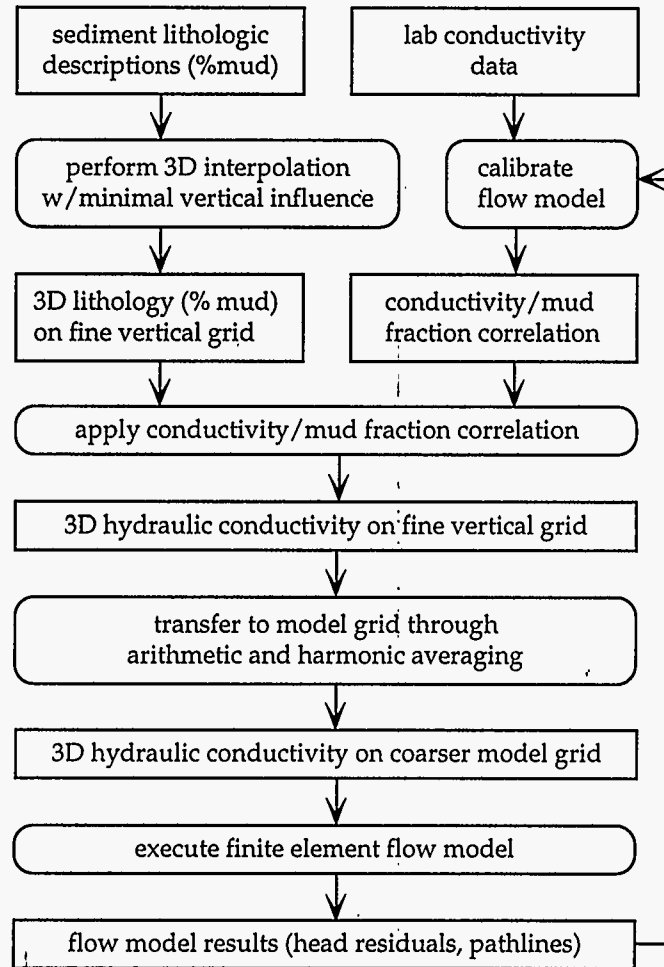 sediment lithologic
descriptions (%mud)
lab conductivity
data
perform 3D interpolation
w/minimal vertical influence
calibrate
flow model
3D lithology (% mud)
on fine vertical grid
conductivity/mud
fraction correlation
apply conductivity/mud fraction correlation
3D hydraulic conductivity on fine vertical grid
transfer to model grid through
arithmetic and harmonic averaging
3D hydraulic conductivity on coarser model grid
execute finite element flow model
flow model results (head residuals, pathlines)